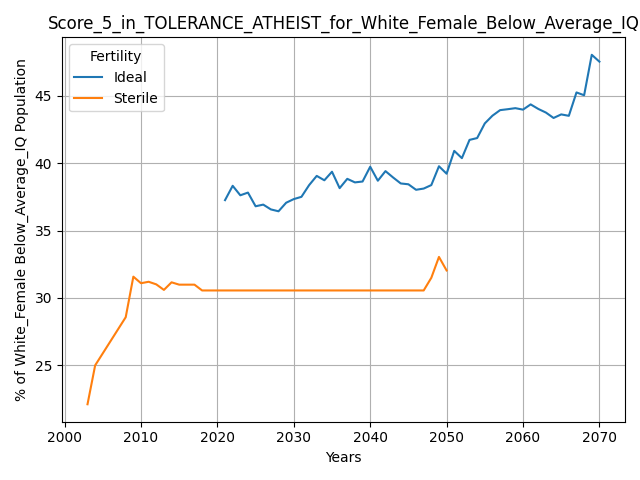 Score_5_in_TOLERANCE_ATHEIST_for_White_Female_Below_Average_IQ
Fertility
Ideal
Sterile
% of White_Female Below_Average_IQ Population
45
40
35
30
25
2000 2010 2020 2030 2040 2050 2060 2070
Years